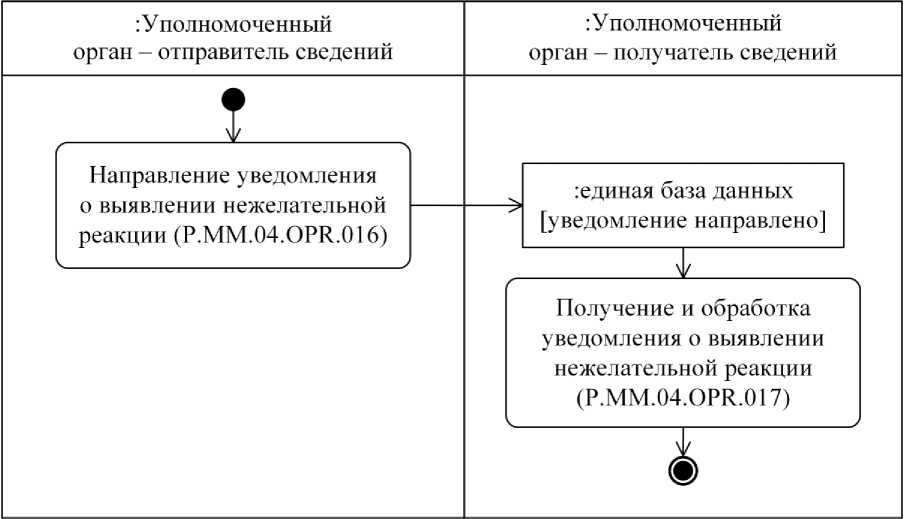 :Уполномоченный
орган – отправитель сведений
:Уполномоченный
орган – получатель сведений
Направление уведомления
о выявлении нежелательной
реакции (P.MM.04.OPR.016)
:единая база данных
[уведомление направлено]
Получение и обработка
уведомления о выявлении
нежелательной реакции
(P.MM.04.OPR.017)